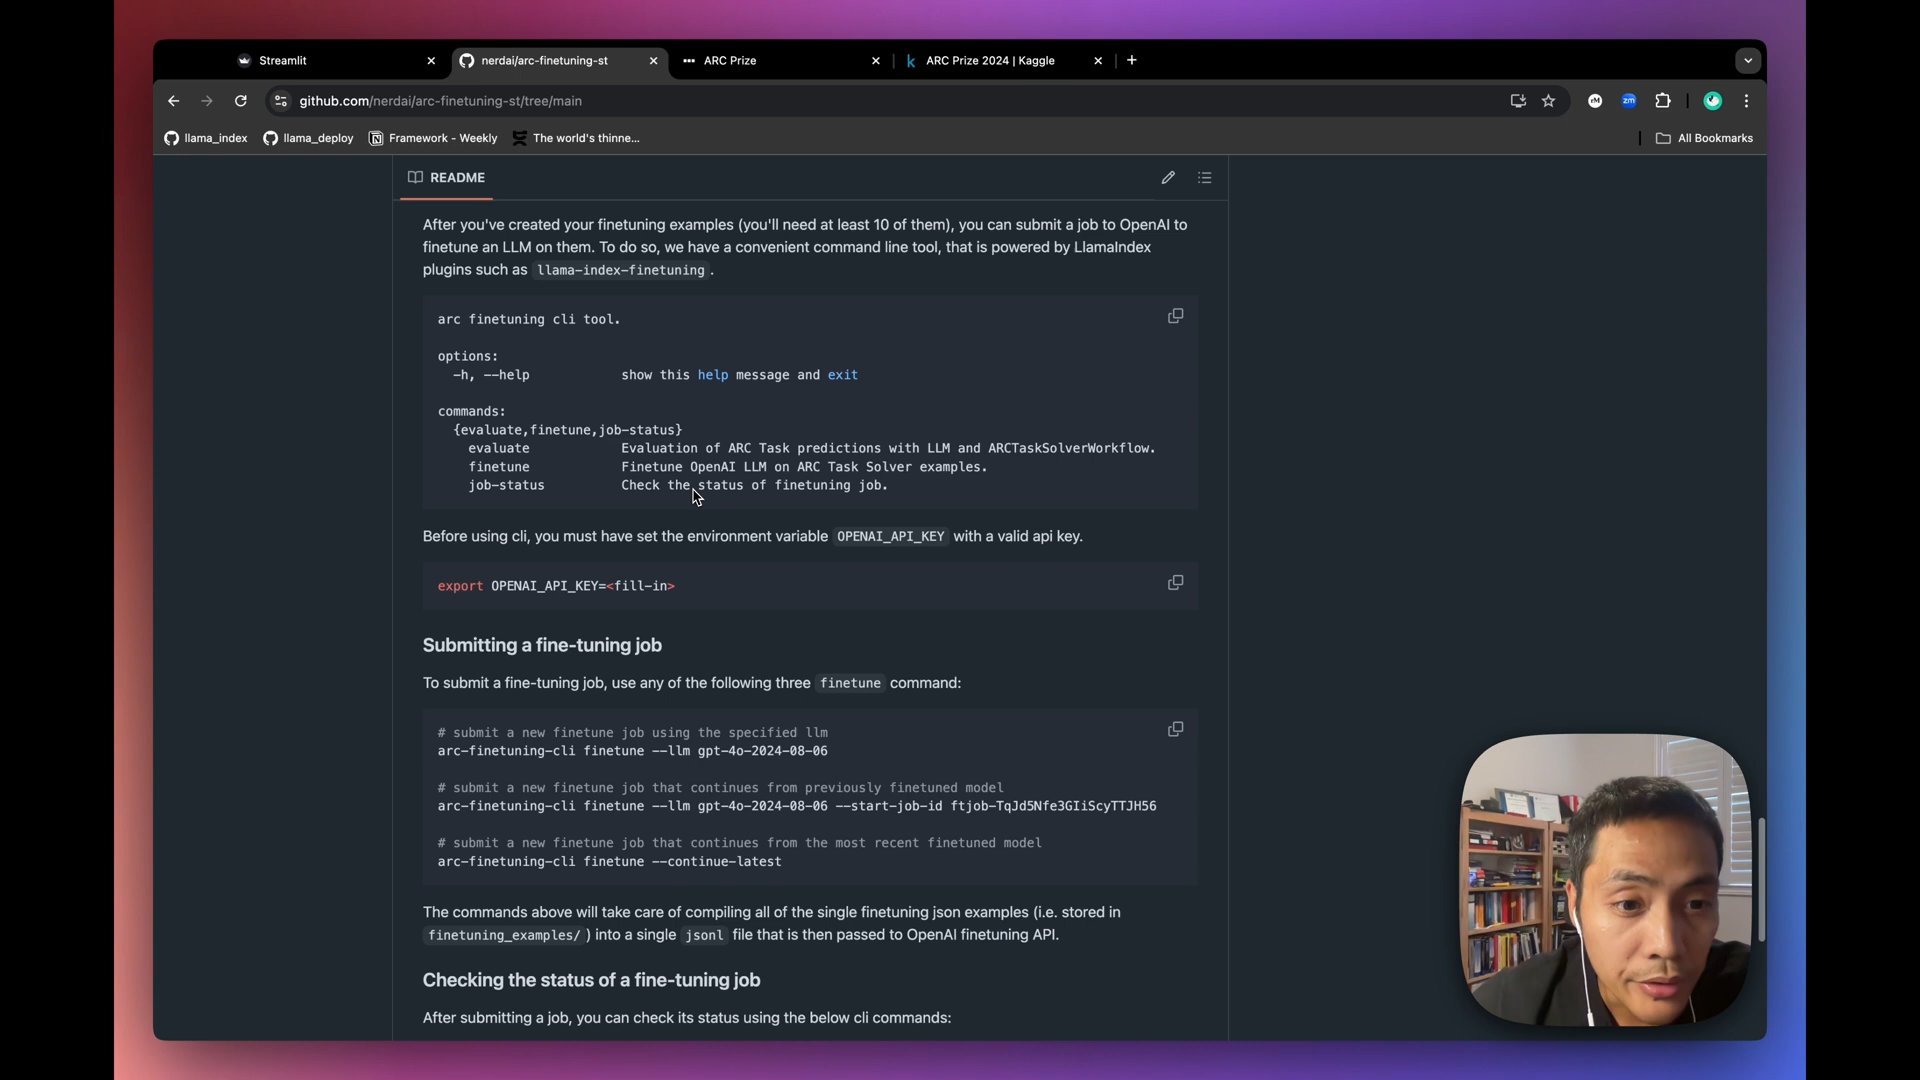 Streamlit
nerdai/arc-finetuning-st
ARC Prize
ARC Prize 2024 | Kaggle
github.com/nerdai/arc-finetuning-st/tree/main
zm
llama_index
llama_deploy
Framework - Weekly
The world's thinne...
All Bookmarks
README
After you've created your finetuning examples (you'll need at least 10 of them), you can submit a job to OpenAI to
finetune an LLM on them. To do so, we have a convenient command line tool, that is powered by LlamaIndex
plugins such as llama-index-finetuning .
arc finetuning cli tool.
options:
-h, --help show this help message and exit
commands:
{evaluate,finetune,job-status}
evaluate Evaluation of ARC Task predictions with LLM and ARCTaskSolverWorkflow.
finetune Finetune OpenAI LLM on ARC Task Solver examples.
job-status Check the status of finetuning job.
Before using cli, you must have set the environment variable OPENAI_API_KEY with a valid api key.
export OPENAI_API_KEY=<fill-in>
Submitting a fine-tuning job
To submit a fine-tuning job, use any of the following three finetune command:
# submit a new finetune job using the specified llm
arc-finetuning-cli finetune --llm gpt-4o-2024-08-06
# submit a new finetune job that continues from previously finetuned model
arc-finetuning-cli finetune --llm gpt-4o-2024-08-06 --start-job-id ftjob-TqJd5Nfe3GIiScyTTJH56
# submit a new finetune job that continues from the most recent finetuned model
arc-finetuning-cli finetune --continue-latest
The commands above will take care of compiling all of the single finetuning json examples (i.e. stored in
finetuning_examples/ ) into a single jsonl file that is then passed to OpenAI finetuning API.
Checking the status of a fine-tuning job
After submitting a job, you can check its status using the below cli commands: